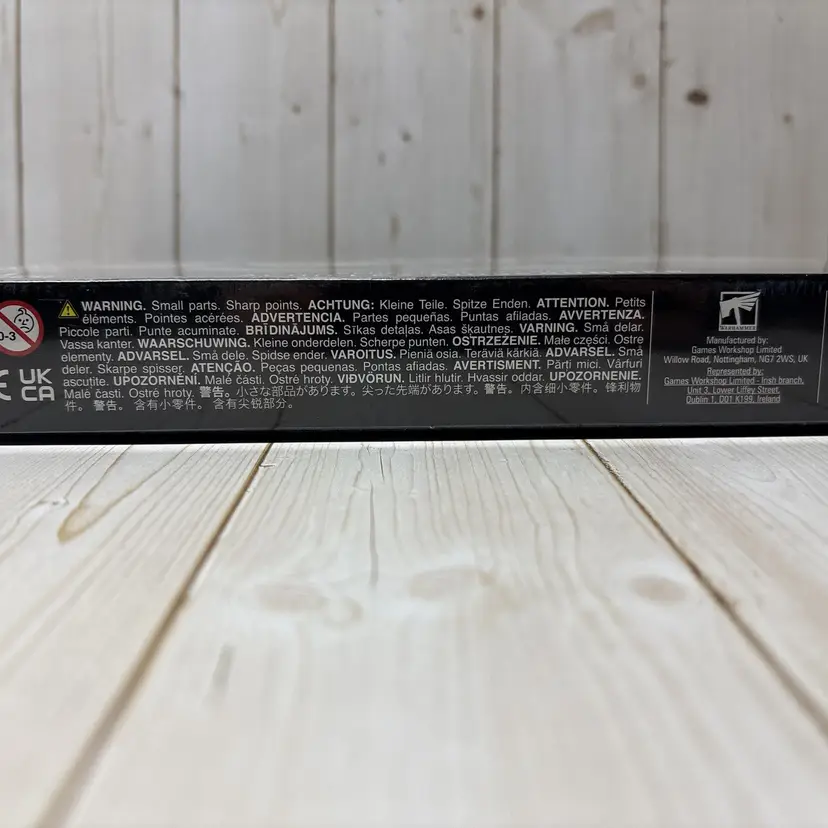 0-3
WARNING. Small parts. Sharp points. ACHTUNG: Kleine Teile. Spitze Enden. ATTENTION. Petits
éléments. Pointes acérées. ADVERTENCIA. Partes pequeñas. Puntas afiladas. AVVERTENZA.
Piccole parti. Punte acuminate. BRĪDINĀJUMS. Sīkas detaļas. Asas šķautnes. VARNING. Små delar.
Vassa kanter. WAARSCHUWING. Kleine onderdelen. Scherpe punten. OSTRZEŻENIE. Małe części. Ostre
elementy. ADVARSEL. Små dele. Spidse ender. VAROITUS. Pieniä osia. Teräviä kärkiä. ADVARSEL. Små
deler. Skarpe spisser. ATENÇÃO. Peças pequenas. Pontas afiadas. AVERTISMENT. Părți mici. Vârfuri
ascuțite. UPOZORNĚNÍ. Malé části. Ostré hroty. VIÐVÖRUN. Litlir hlutir. Hvassir oddar. UPOZORNENIE.
Malé časti. Ostré hroty. 警告。小さな部品があります。尖った先端があります。警告。内含细小零件。锋利物
件。警告。含有小零件。含有尖锐部分。
CE UK
CA
WARHAMMER
Manufactured by:
Games Workshop Limited
Willow Road, Nottingham, NG7 2WS, UK
Represented by:
Games Workshop Limited - Irish branch,
Unit 3, Lower Liffey Street,
Dublin 1, D01 K199, Ireland